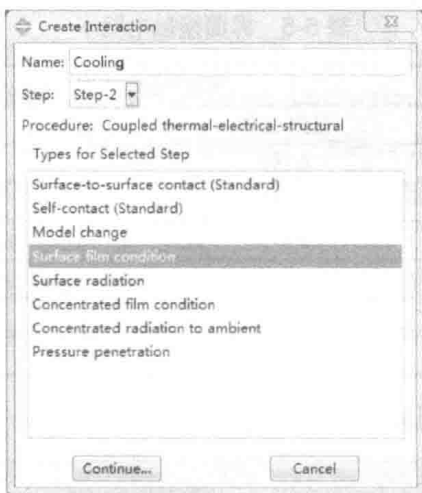 Create Interaction
Name: Cooling
Step: Step-2
Procedure: Coupled thermal-electrical-structural
Types for Selected Step
Surface-to-surface contact (Standard)
Self-contact (Standard)
Model change
Surface film condition
Surface radiation
Concentrated film condition
Concentrated radiation to ambient
Pressure penetration
Continue...
Cancel